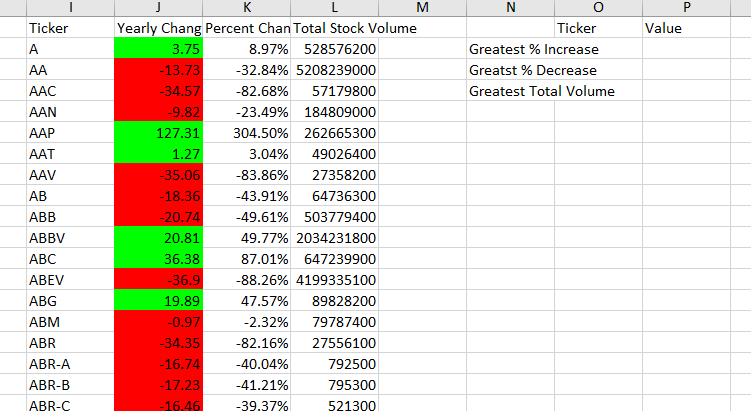 I J K L M N O P
Ticker Yearly Chang Percent Chan Total Stock Volume Ticker Value
A 3.75 8.97% 528576200 Greatest % Increase
AA -13.73 -32.84% 5208239000 Greatst % Decrease
AAC -34.57 -82.68% 57179800 Greatest Total Volume
AAN -9.82 -23.49% 184809000
AAP 127.31 304.50% 262665300
AAT 1.27 3.04% 49026400
AAV -35.06 -83.86% 27358200
AB -18.36 -43.91% 64736300
ABB -20.74 -49.61% 503779400
ABBV 20.81 49.77% 2034231800
ABC 36.38 87.01% 647239900
ABEV -36.9 -88.26% 4199335100
ABG 19.89 47.57% 89828200
ABM -0.97 -2.32% 79787400
ABR -34.35 -82.16% 27556100
ABR-A -16.74 -40.04% 792500
ABR-B -17.23 -41.21% 795300
ABR-C -16.46 -39.37% 521300